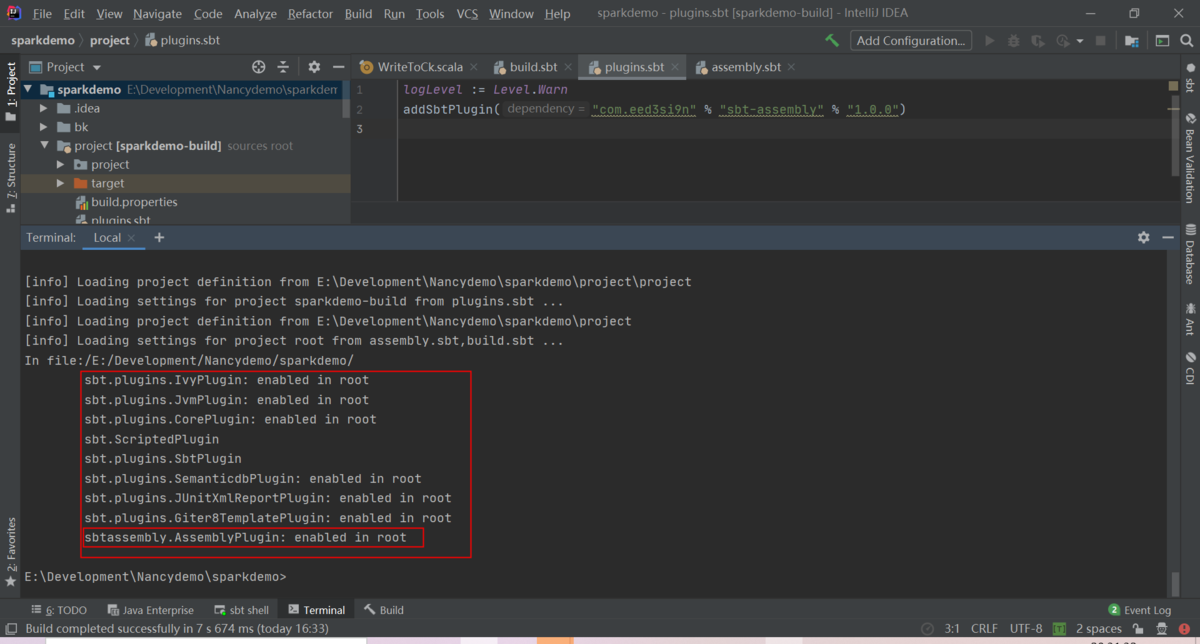 File Edit View Navigate Code Analyze Refactor Build Run Tools VCS Window Help sparkdemo - plugins.sbt [sparkdemo-build] - IntelliJ IDEA
sparkdemo project plugins.sbt Add Configuration...
1: Project
Project
WriteToCk.scala build.sbt plugins.sbt assembly.sbt
sparkdemo E:\Development\Nancydemo\sparkdem
.idea
bk
project [sparkdemo-build] sources root
project
target
build.properties
plugins.sbt
1 logLevel := Level.Warn
2 addSbtPlugin( dependency = "com.eed3si9n" % "sbt-assembly" % "1.0.0")
3
7: Structure
2: Favorites
sbt
Bean Validation
Database
Ant
CDI
Terminal: Local +
[info] Loading project definition from E:\Development\Nancydemo\sparkdemo\project\project
[info] Loading settings for project sparkdemo-build from plugins.sbt ...
[info] Loading project definition from E:\Development\Nancydemo\sparkdemo\project
[info] Loading settings for project root from assembly.sbt,build.sbt ...
In file:/E:/Development/Nancydemo/sparkdemo/
sbt.plugins.IvyPlugin: enabled in root
sbt.plugins.JvmPlugin: enabled in root
sbt.plugins.CorePlugin: enabled in root
sbt.ScriptedPlugin
sbt.plugins.SbtPlugin
sbt.plugins.SemanticdbPlugin: enabled in root
sbt.plugins.JUnitXmlReportPlugin: enabled in root
sbt.plugins.Giter8TemplatePlugin: enabled in root
sbtassembly.AssemblyPlugin: enabled in root
E:\Development\Nancydemo\sparkdemo>
6: TODO Java Enterprise sbt shell Terminal Build 2 Event Log
Build completed successfully in 7 s 674 ms (today 16:33) 3:1 CRLF UTF-8 2 spaces